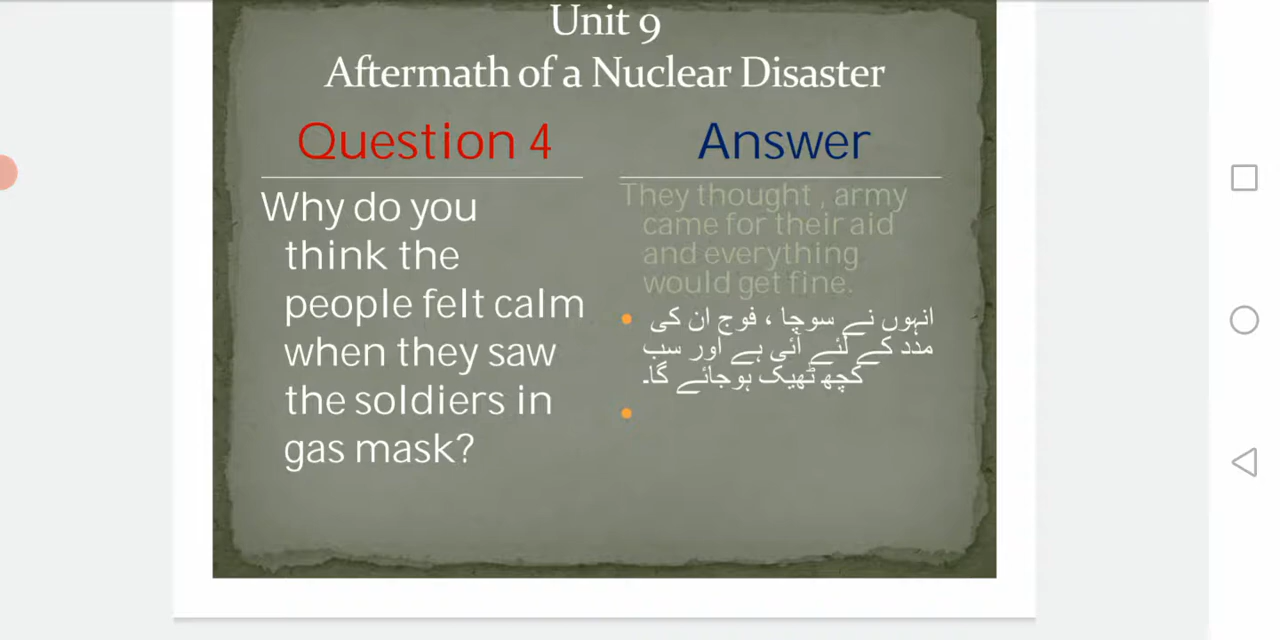 Unit 9
Aftermath of a Nuclear Disaster
Question 4
Why do you
think the
people felt calm
when they saw
the soldiers in
gas mask?
Answer
They thought , army
came for their aid
and everything
would get fine.
انہوں نے سوچا ، فوج ان کی
مدد کے لئے آئی ہے اور سب
کچھ ٹھیک ہوجائے گا۔